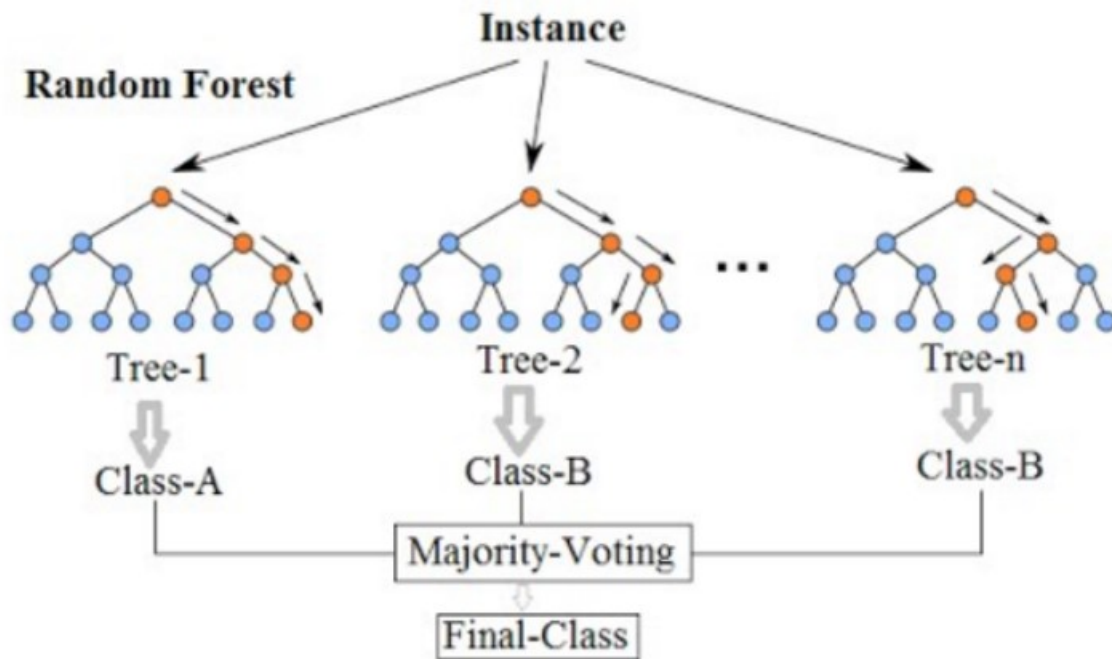 Instance
Random Forest
...
Tree-1
Tree-2
Tree-n
Class-A
Class-B
Class-B
Majority-Voting
Final-Class